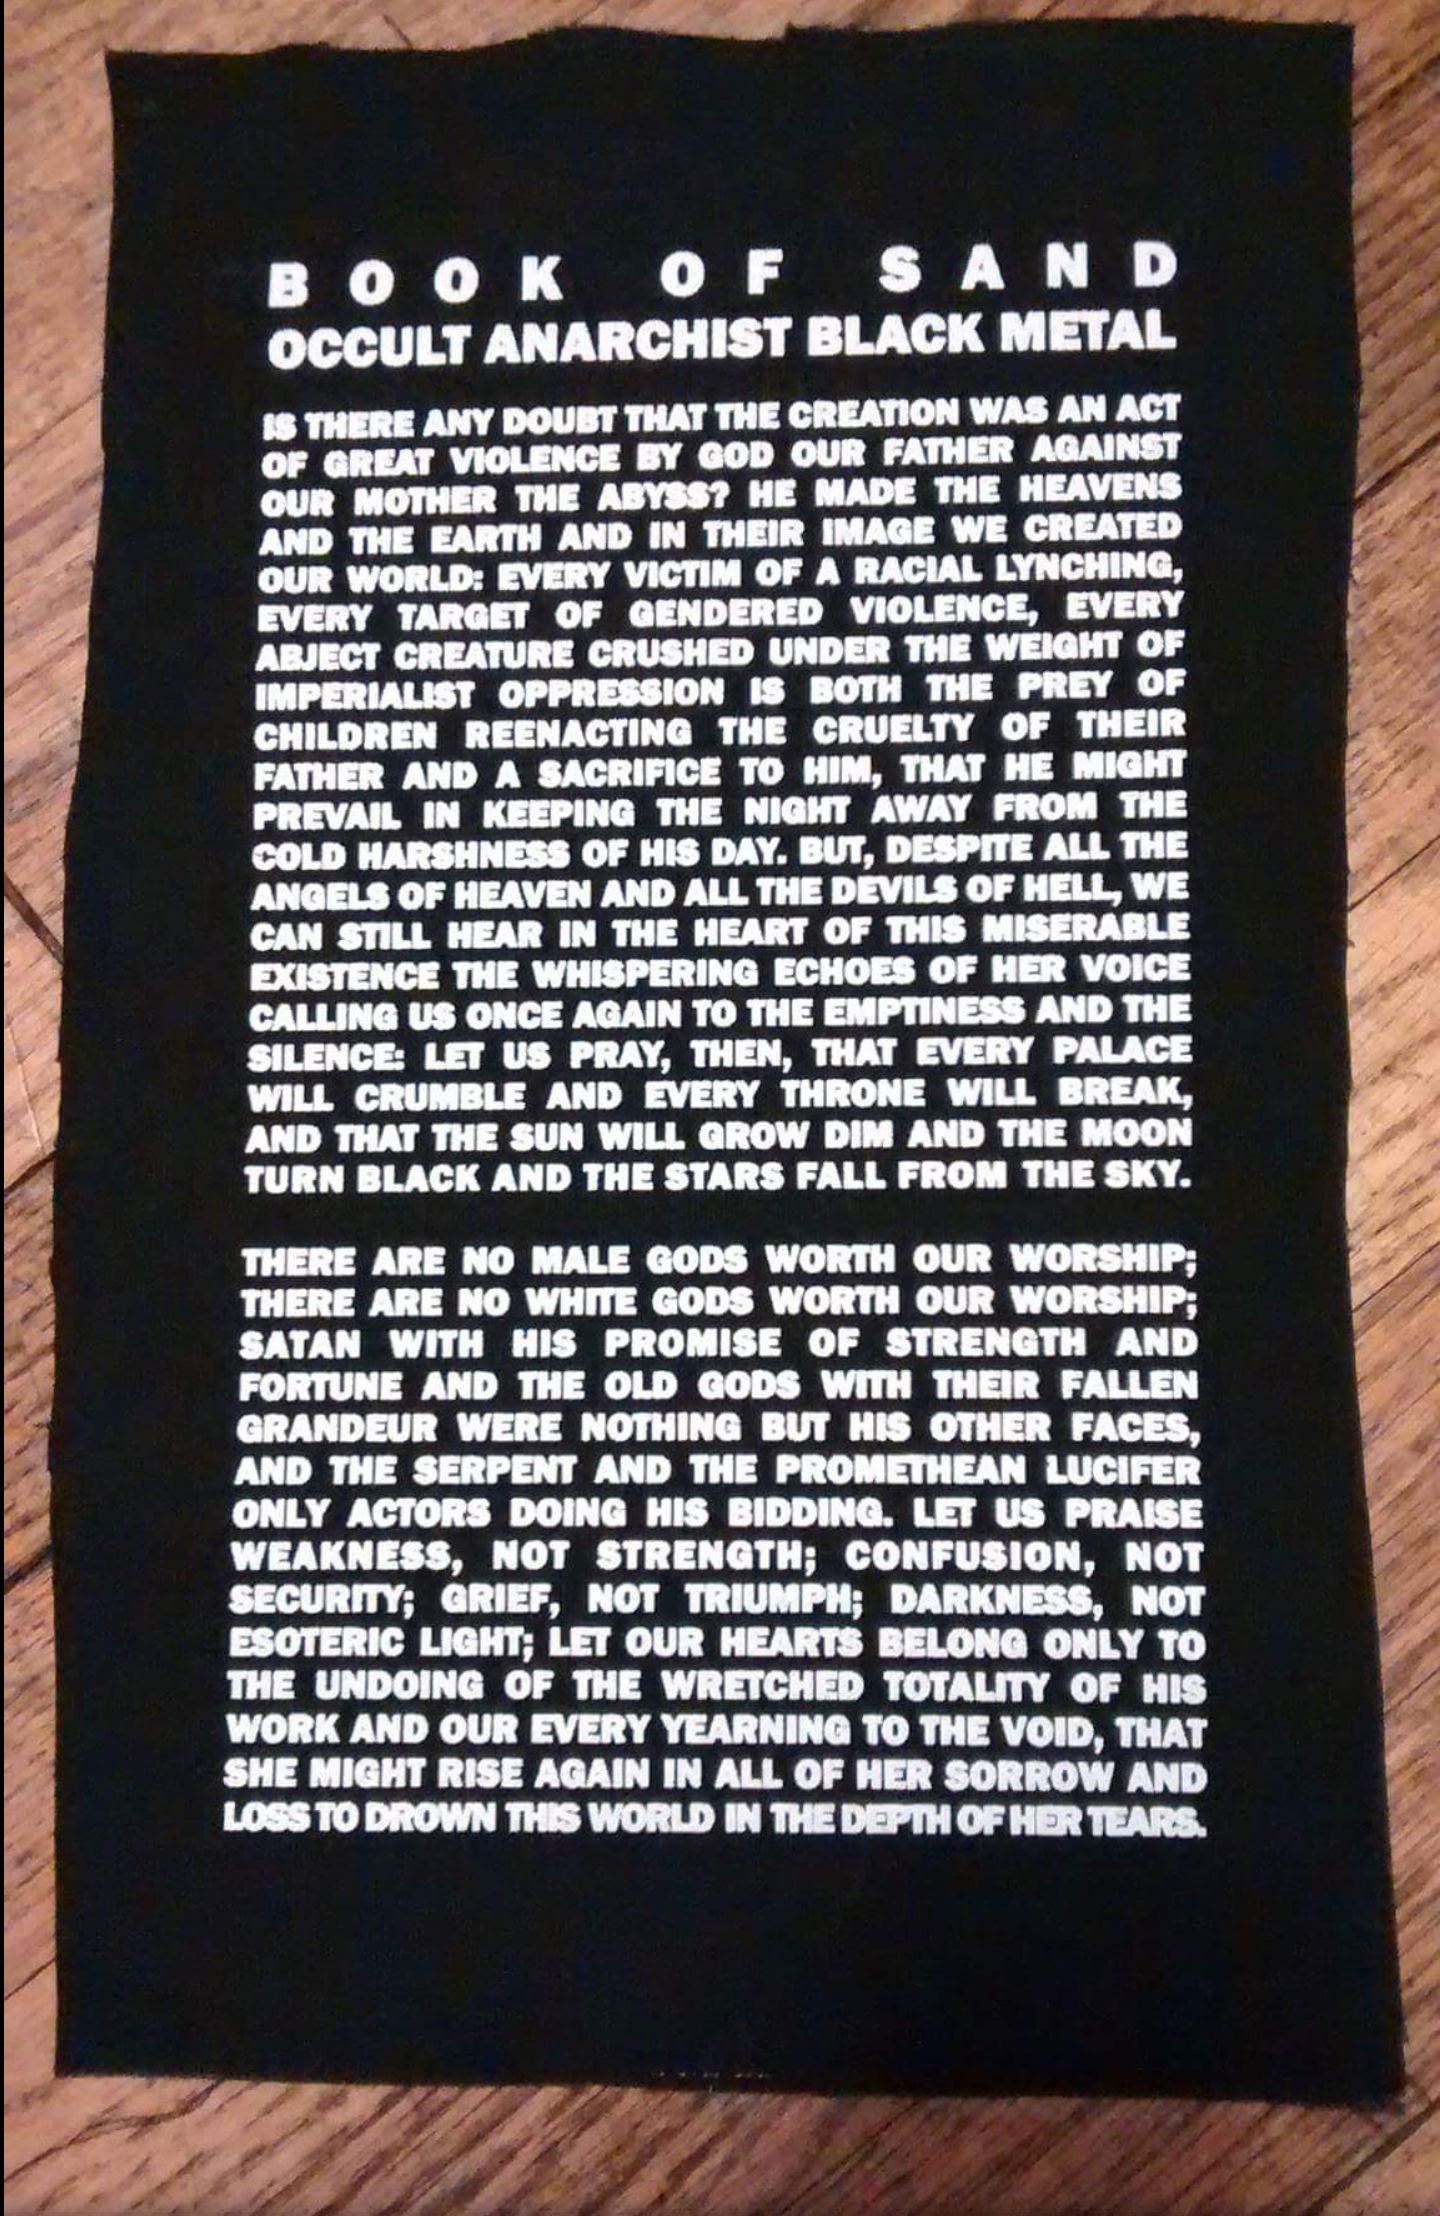 BOOK OF SAND
OCCULT ANARCHIST BLACK METAL
IS THERE ANY DOUBT THAT THE CREATION WAS AN ACT
OF GREAT VIOLENCE BY GOD OUR FATHER AGAINST
OUR MOTHER THE ABYSS? HE MADE THE HEAVENS
AND THE EARTH AND IN THEIR IMAGE WE CREATED
OUR WORLD: EVERY VICTIM OF A RACIAL LYNCHING,
EVERY TARGET OF GENDERED VIOLENCE, EVERY
ABJECT CREATURE CRUSHED UNDER THE WEIGHT OF
IMPERIALIST OPPRESSION IS BOTH THE PREY OF
CHILDREN REENACTING THE CRUELTY OF THEIR
FATHER AND A SACRIFICE TO HIM, THAT HE MIGHT
PREVAIL IN KEEPING THE NIGHT AWAY FROM THE
COLD HARSHNESS OF HIS DAY. BUT, DESPITE ALL THE
ANGELS OF HEAVEN AND ALL THE DEVILS OF HELL, WE
CAN STILL HEAR IN THE HEART OF THIS MISERABLE
EXISTENCE THE WHISPERING ECHOES OF HER VOICE
CALLING US ONCE AGAIN TO THE EMPTINESS AND THE
SILENCE: LET US PRAY, THEN, THAT EVERY PALACE
WILL CRUMBLE AND EVERY THRONE WILL BREAK,
AND THAT THE SUN WILL GROW DIM AND THE MOON
TURN BLACK AND THE STARS FALL FROM THE SKY.
THERE ARE NO MALE GODS WORTH OUR WORSHIP;
THERE ARE NO WHITE GODS WORTH OUR WORSHIP;
SATAN WITH HIS PROMISE OF STRENGTH AND
FORTUNE AND THE OLD GODS WITH THEIR FALLEN
GRANDEUR WERE NOTHING BUT HIS OTHER FACES,
AND THE SERPENT AND THE PROMETHEAN LUCIFER
ONLY ACTORS DOING HIS BIDDING. LET US PRAISE
WEAKNESS, NOT STRENGTH; CONFUSION, NOT
SECURITY; GRIEF, NOT TRIUMPH; DARKNESS, NOT
ESOTERIC LIGHT; LET OUR HEARTS BELONG ONLY TO
THE UNDOING OF THE WRETCHED TOTALITY OF HIS
WORK AND OUR EVERY YEARNING TO THE VOID, THAT
SHE MIGHT RISE AGAIN IN ALL OF HER SORROW AND
LOSS TO DROWN THIS WORLD IN THE DEPTH OF HER TEARS.